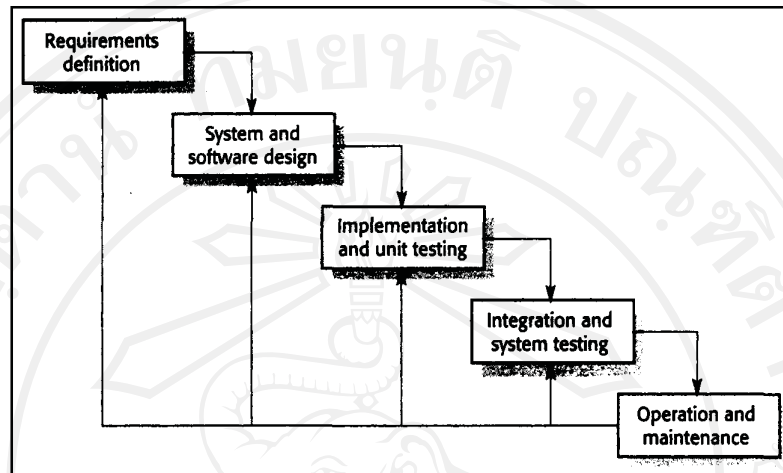 Requirements
definition
System and
software design
Implementation
and unit testing
Integration and
system testing
Operation and
maintenance